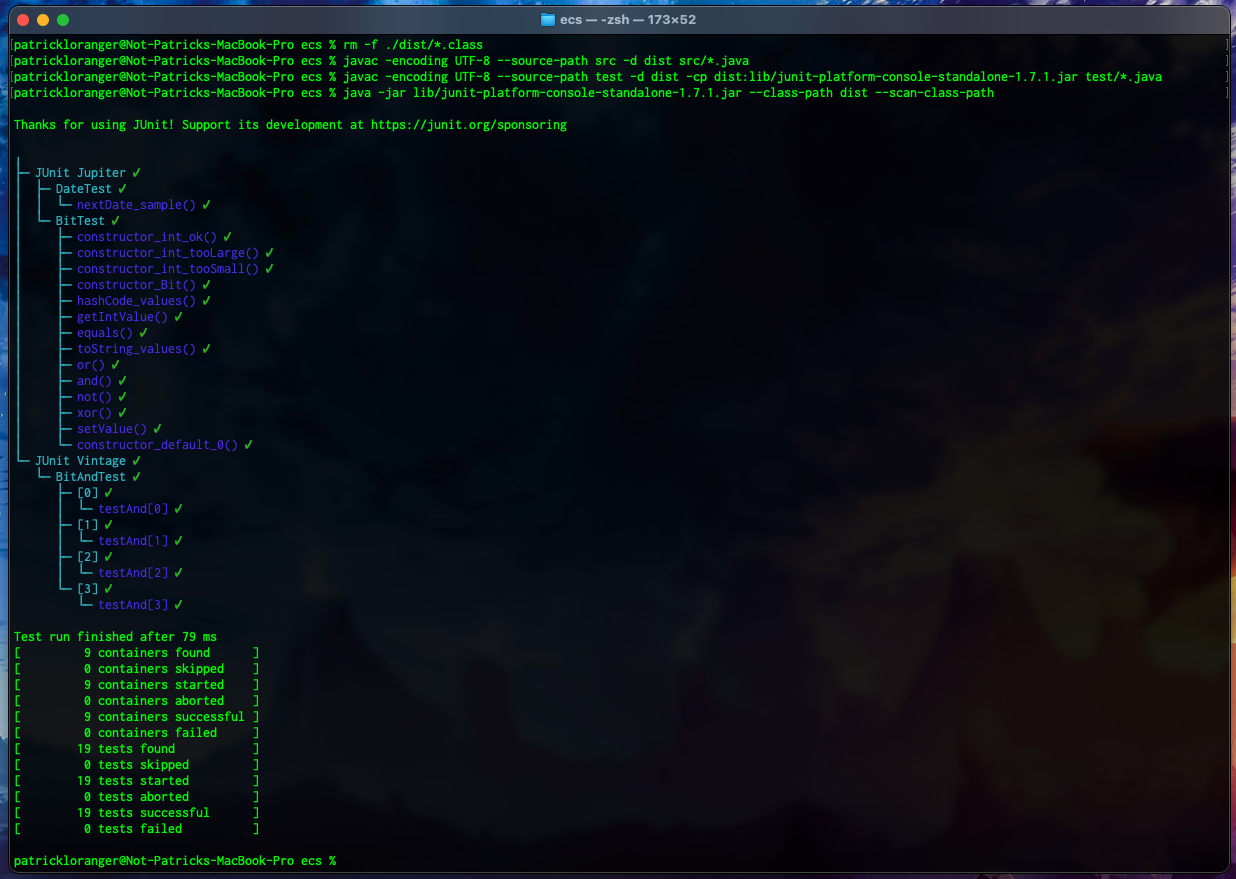 ecs — -zsh — 173×52
[patrickloranger@Not-Patricks-MacBook-Pro ecs % rm -f ./dist/*.class ]
[patrickloranger@Not-Patricks-MacBook-Pro ecs % javac -encoding UTF-8 --source-path src -d dist src/*.java ]
[patrickloranger@Not-Patricks-MacBook-Pro ecs % javac -encoding UTF-8 --source-path test -d dist -cp dist:lib/junit-platform-console-standalone-1.7.1.jar test/*.java ]
[patrickloranger@Not-Patricks-MacBook-Pro ecs % java -jar lib/junit-platform-console-standalone-1.7.1.jar --class-path dist --scan-class-path ]
Thanks for using JUnit! Support its development at https://junit.org/sponsoring
╷
├─ JUnit Jupiter ✔
│  ├─ DateTest ✔
│  │  └─ nextDate_sample() ✔
│  └─ BitTest ✔
│     ├─ constructor_int_ok() ✔
│     ├─ constructor_int_tooLarge() ✔
│     ├─ constructor_int_tooSmall() ✔
│     ├─ constructor_Bit() ✔
│     ├─ hashCode_values() ✔
│     ├─ getIntValue() ✔
│     ├─ equals() ✔
│     ├─ toString_values() ✔
│     ├─ or() ✔
│     ├─ and() ✔
│     ├─ not() ✔
│     ├─ xor() ✔
│     ├─ setValue() ✔
│     └─ constructor_default_0() ✔
└─ JUnit Vintage ✔
   └─ BitAndTest ✔
      ├─ [0] ✔
      │  └─ testAnd[0] ✔
      ├─ [1] ✔
      │  └─ testAnd[1] ✔
      ├─ [2] ✔
      │  └─ testAnd[2] ✔
      └─ [3] ✔
         └─ testAnd[3] ✔
Test run finished after 79 ms
[         9 containers found      ]
[         0 containers skipped    ]
[         9 containers started    ]
[         0 containers aborted    ]
[         9 containers successful ]
[         0 containers failed     ]
[        19 tests found           ]
[         0 tests skipped         ]
[        19 tests started         ]
[         0 tests aborted         ]
[        19 tests successful      ]
[         0 tests failed          ]
patrickloranger@Not-Patricks-MacBook-Pro ecs %